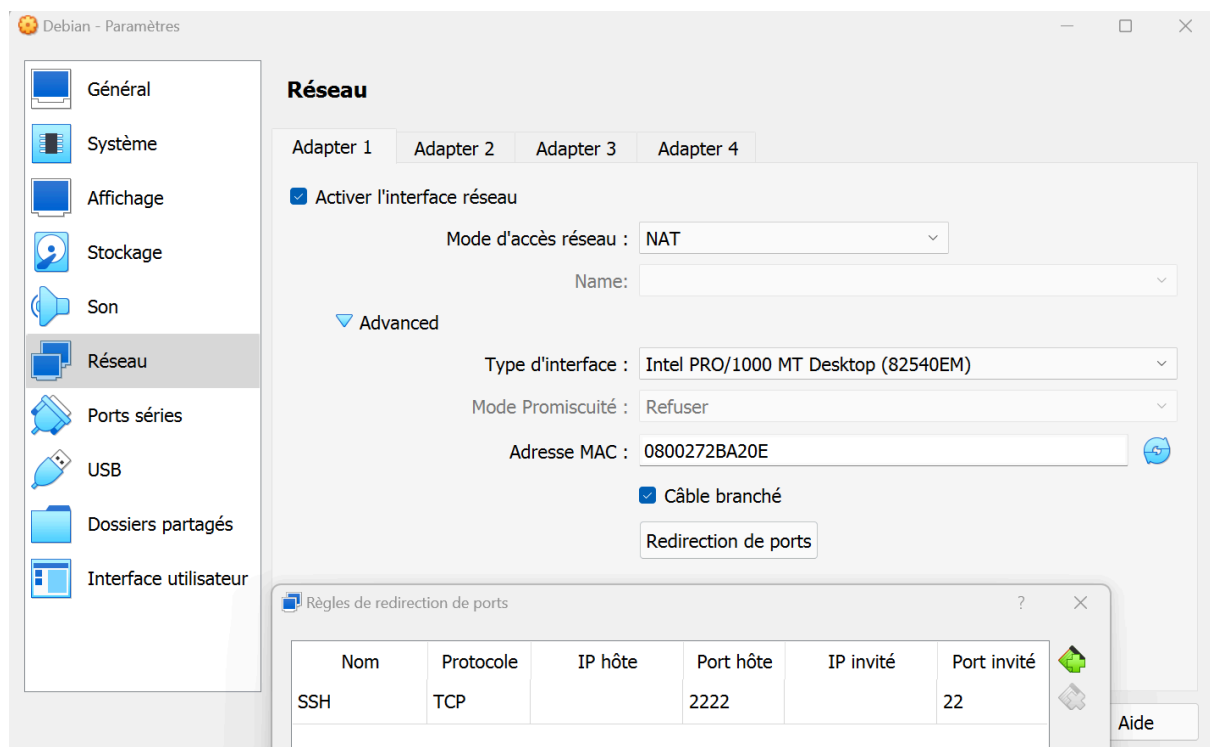 Debian - Paramètres
Général
Système
Affichage
Stockage
Son
Réseau
Ports séries
USB
Dossiers partagés
Interface utilisateur
Réseau
Adapter 1 Adapter 2 Adapter 3 Adapter 4
Activer l'interface réseau
Mode d'accès réseau : NAT
Name:
Advanced
Type d'interface : Intel PRO/1000 MT Desktop (82540EM)
Mode Promiscuité : Refuser
Adresse MAC : 0800272BA20E
Câble branché
Redirection de ports
Règles de redirection de ports ?
Nom Protocole IP hôte Port hôte IP invité Port invité
SSH TCP 2222 22
Aide